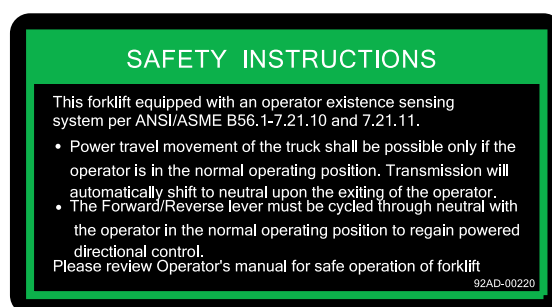 SAFETY INSTRUCTIONS
This forklift equipped with an operator existence sensing
system per ANSI/ASME B56.1-7.21.10 and 7.21.11.
• Power travel movement of the truck shall be possible only if the
operator is in the normal operating position. Transmission will
automatically shift to neutral upon the exiting of the operator.
• The Forward/Reverse lever must be cycled through neutral with
the operator in the normal operating position to regain powered
directional control.
Please review Operator's manual for safe operation of forklift
92AD-00220